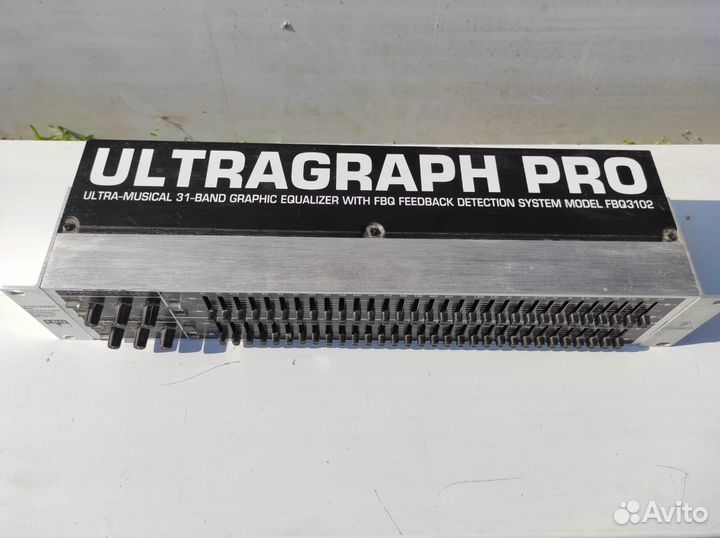 ULTRAGRAPH PRO
ULTRA-MUSICAL 31-BAND GRAPHIC EQUALIZER WITH FBQ FEEDBACK DETECTION SYSTEM MODEL FBQ3102
Avito